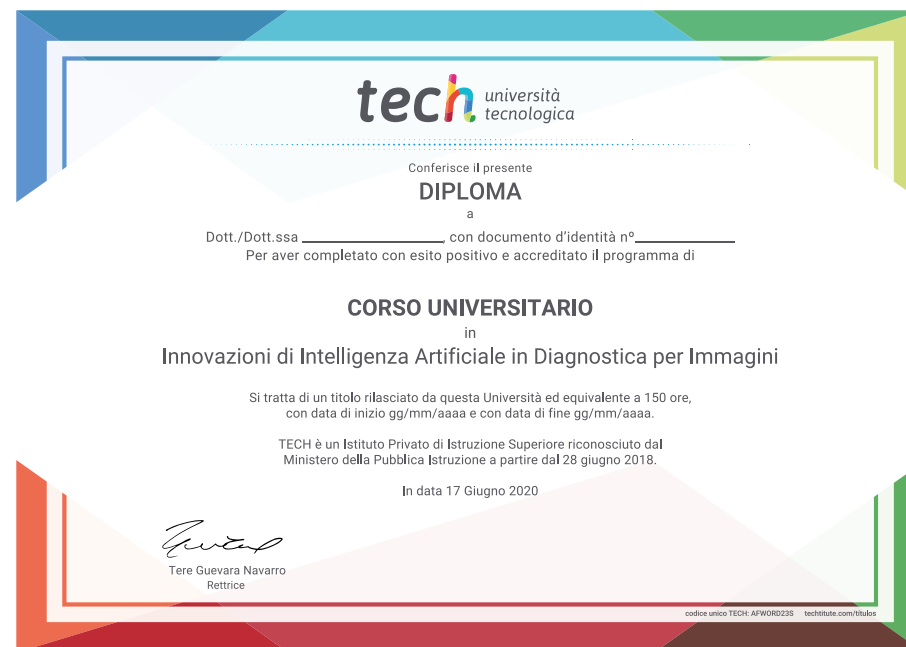 tech università
tecnologica
Conferisce il presente
DIPLOMA
a
Dott./Dott.ssa ____________________, con documento d'identità nº______________
Per aver completato con esito positivo e accreditato il programma di
CORSO UNIVERSITARIO
in
Innovazioni di Intelligenza Artificiale in Diagnostica per Immagini
Si tratta di un titolo rilasciato da questa Università ed equivalente a 150 ore,
con data di inizio gg/mm/aaaa e con data di fine gg/mm/aaaa.
TECH è un Istituto Privato di Istruzione Superiore riconosciuto dal
Ministero della Pubblica Istruzione a partire dal 28 giugno 2018.
In data 17 Giugno 2020
Tere Guevara Navarro
Rettrice
codice unico TECH: AFWORD23S techtitute.com/títulos